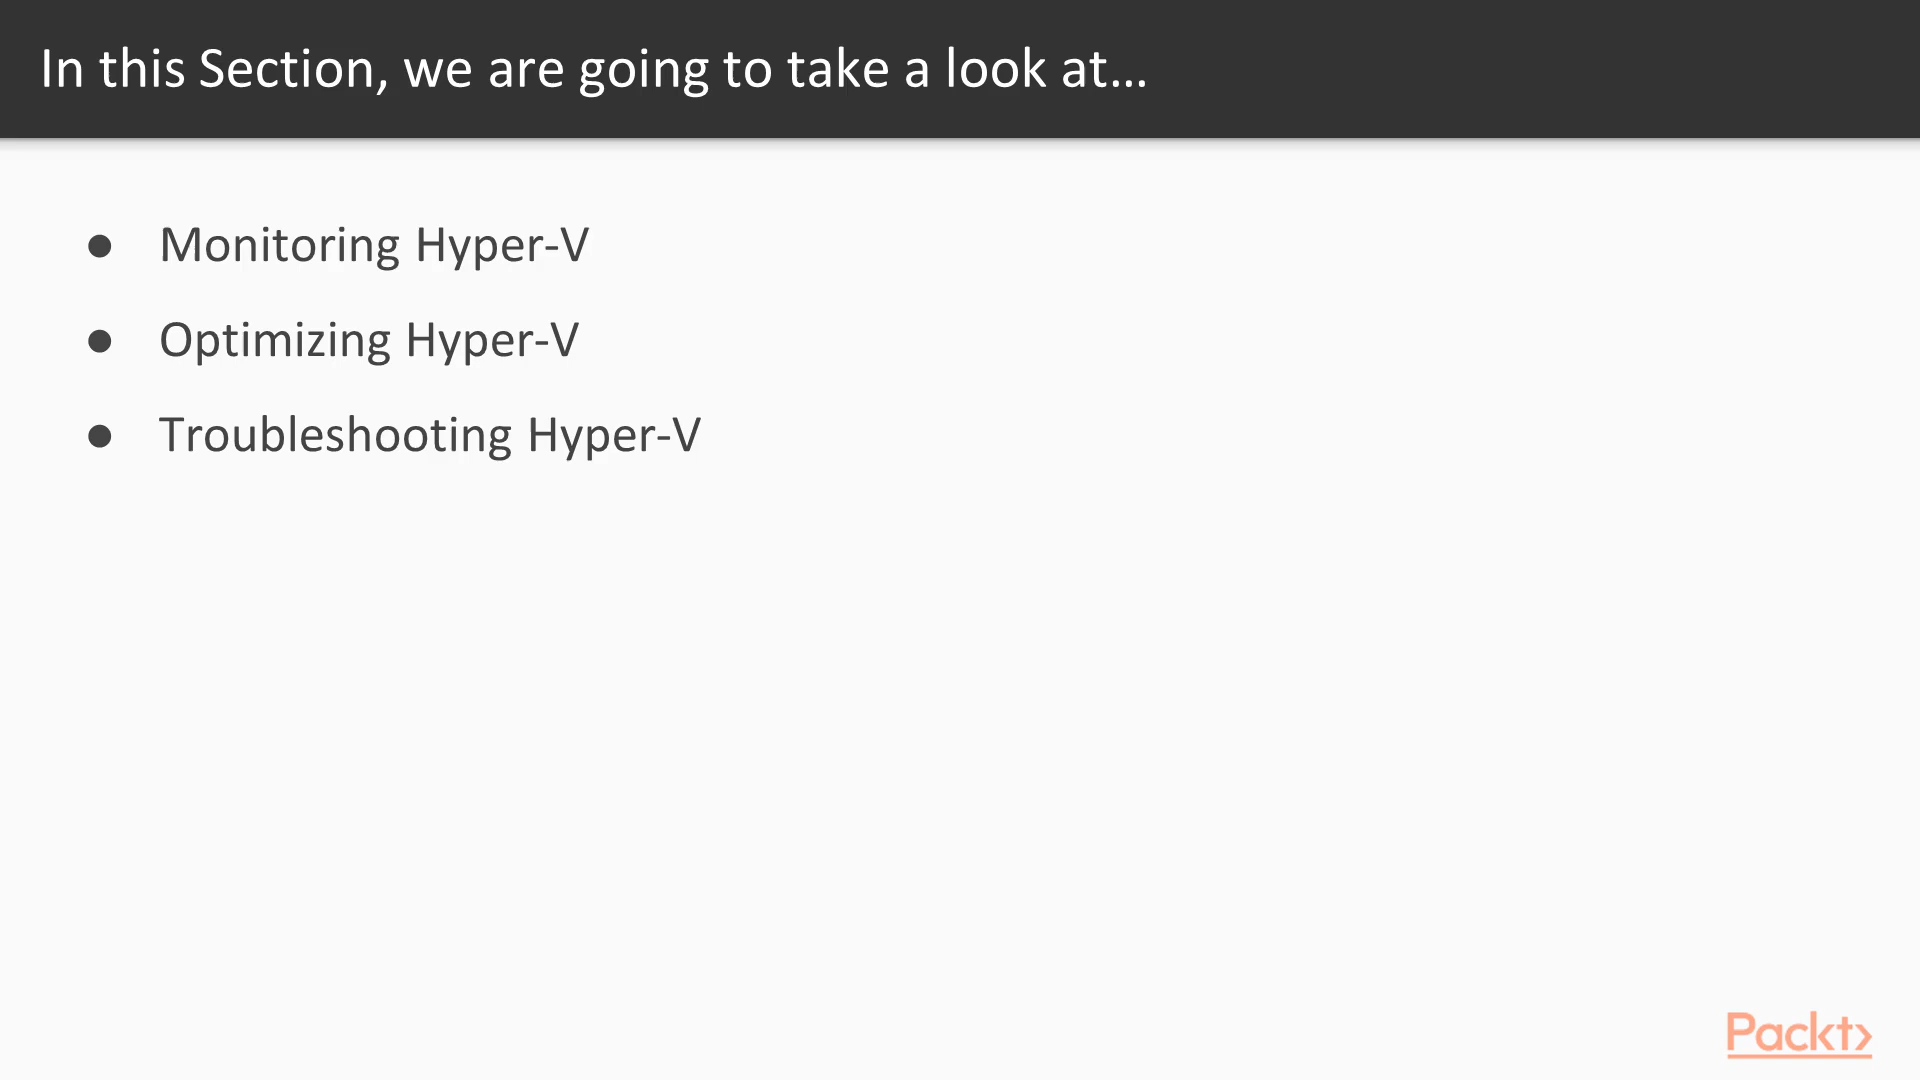 In this Section, we are going to take a look at...
● Monitoring Hyper-V
● Optimizing Hyper-V
● Troubleshooting Hyper-V
Packt>